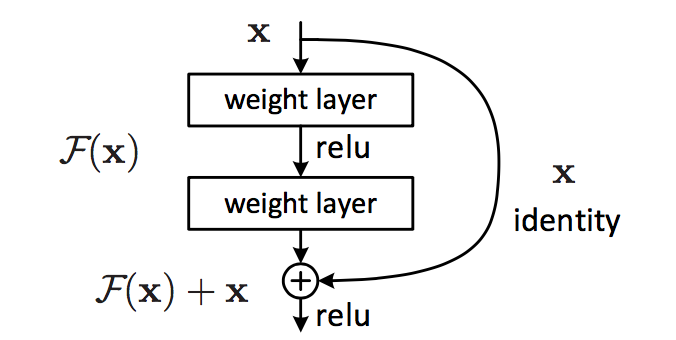 x
weight layer
relu
F(x)
x
weight layer
identity
F(x) + x
relu